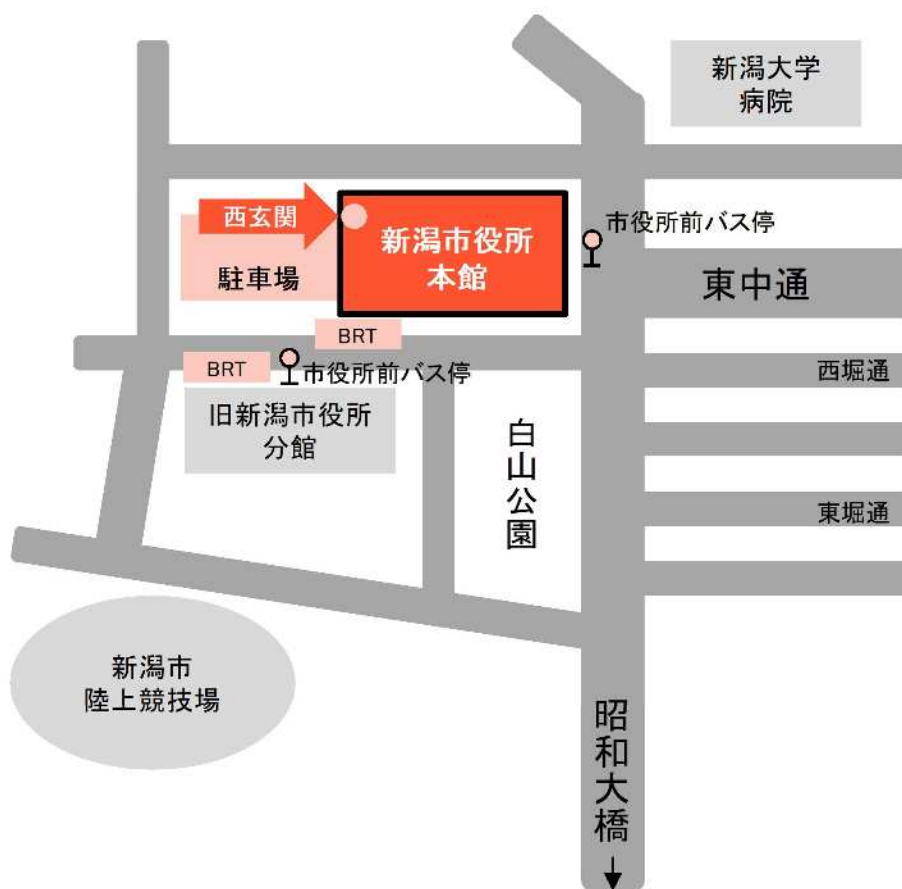 新潟大学
病院
西玄関
新潟市役所
本館
市役所前バス停
駐車場
東中通
BRT
BRT
市役所前バス停
西堀通
旧新潟市役所
分館
白山公園
東堀通
新潟市
陸上競技場
昭和大橋